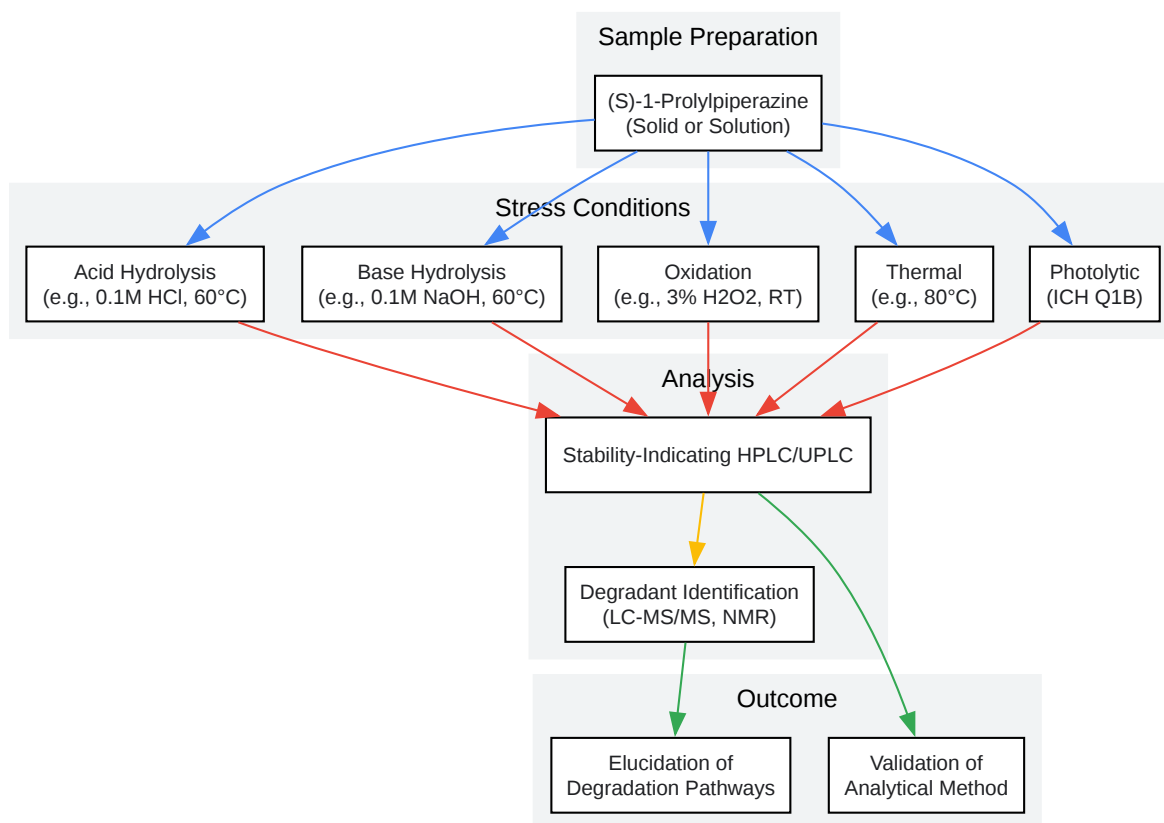 Sample Preparation
(S)-1-Prolylpiperazine
(Solid or Solution)
Stress Conditions
Acid Hydrolysis
(e.g., 0.1M HCl, 60°C)
Base Hydrolysis
(e.g., 0.1M NaOH, 60°C)
Oxidation
(e.g., 3% H2O2, RT)
Thermal
(e.g., 80°C)
Photolytic
(ICH Q1B)
Analysis
Stability-Indicating HPLC/UPLC
Degradant Identification
(LC-MS/MS, NMR)
Outcome
Elucidation of
Degradation Pathways
Validation of
Analytical Method